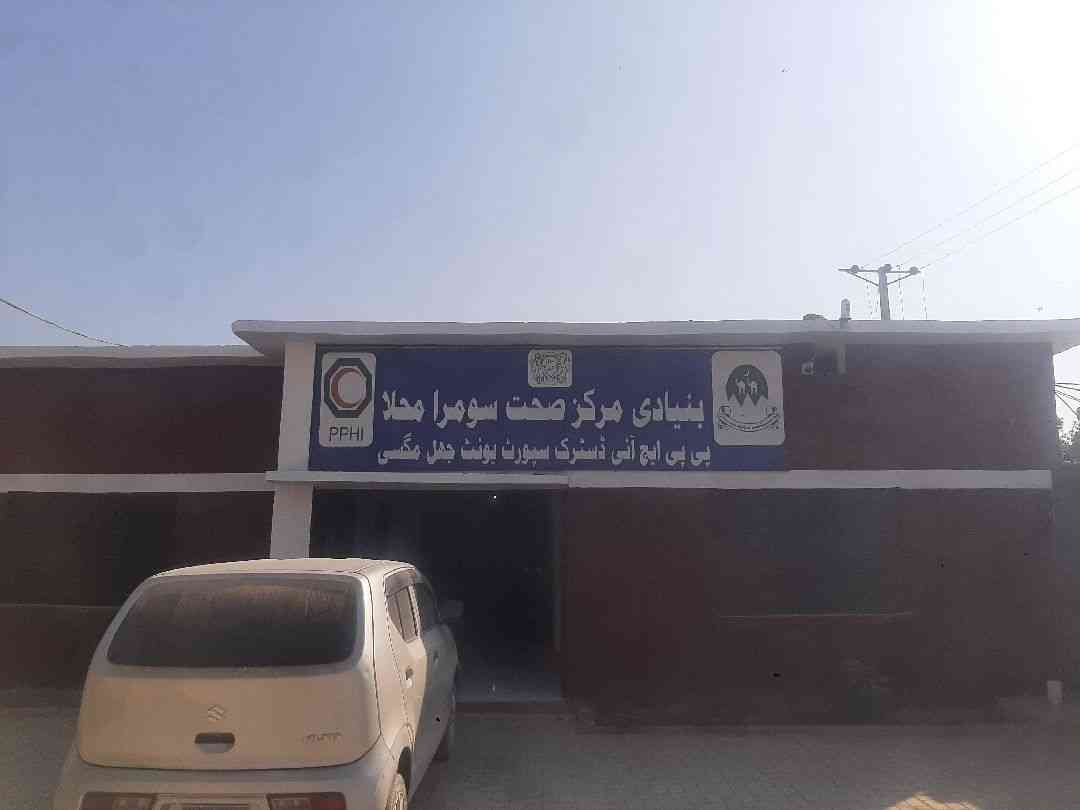 بنیادی مرکز صحت سومرا محلا
پی پی ایچ آئی ڈسٹرک سپورٹ یونٹ جھل مگسی
PPHI